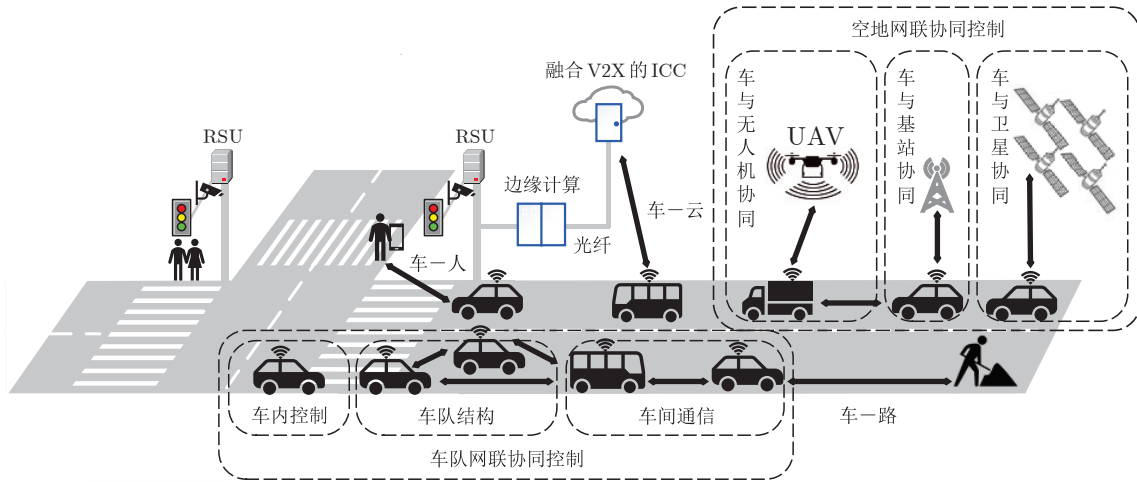 空地网联协同控制
融合 V2X 的 ICC
车与无人机协同
车与基站协同
车与卫星协同
RSU
RSU
UAV
边缘计算
光纤
车－云
车－人
车内控制
车队结构
车间通信
车－路
车队网联协同控制